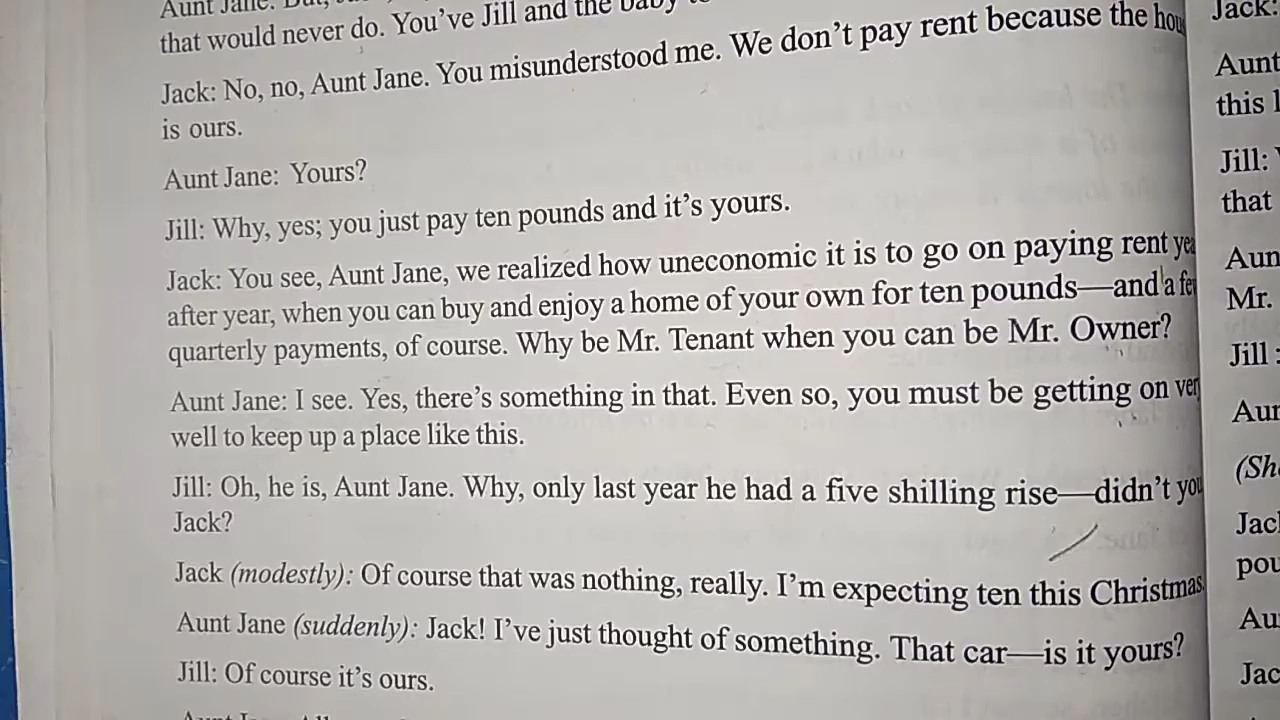 Aunt Jane:
that would never do. You've Jill and the baby
Jack: No, no, Aunt Jane. You misunderstood me. We don't pay rent because the
is ours.
Aunt Jane: Yours?
Jill: Why, yes; you just pay ten pounds and it's yours.
Jack: You see, Aunt Jane, we realized how uneconomic it is to go on paying rent
after year, when you can buy and enjoy a home of your own for ten pounds—and a
quarterly payments, of course. Why be Mr. Tenant when you can be Mr. Owner?
Aunt Jane: I see. Yes, there's something in that. Even so, you must be getting on
well to keep up a place like this.
Jill: Oh, he is, Aunt Jane. Why, only last year he had a five shilling rise—didn't
Jack?
Jack (modestly): Of course that was nothing, really. I'm expecting ten this Christmas
Aunt Jane (suddenly): Jack! I've just thought of something. That car—is it yours?
Jill: Of course it's ours.
Jack:
Aunt
this
Jill:
that
Mr.
Jill: